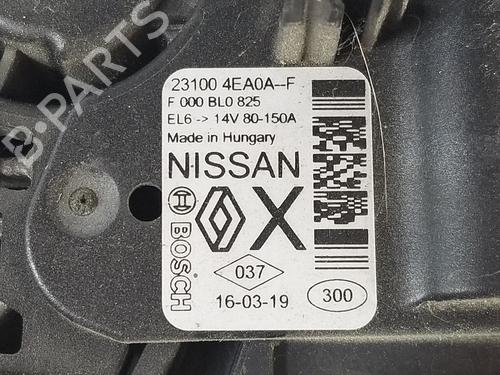 23100 4EA0A--F
F 000 BL0 825
EL6 -> 14V 80-150A
Made in Hungary
NISSAN
BOSCH
X
037
16-03-19
300
B-PARTS